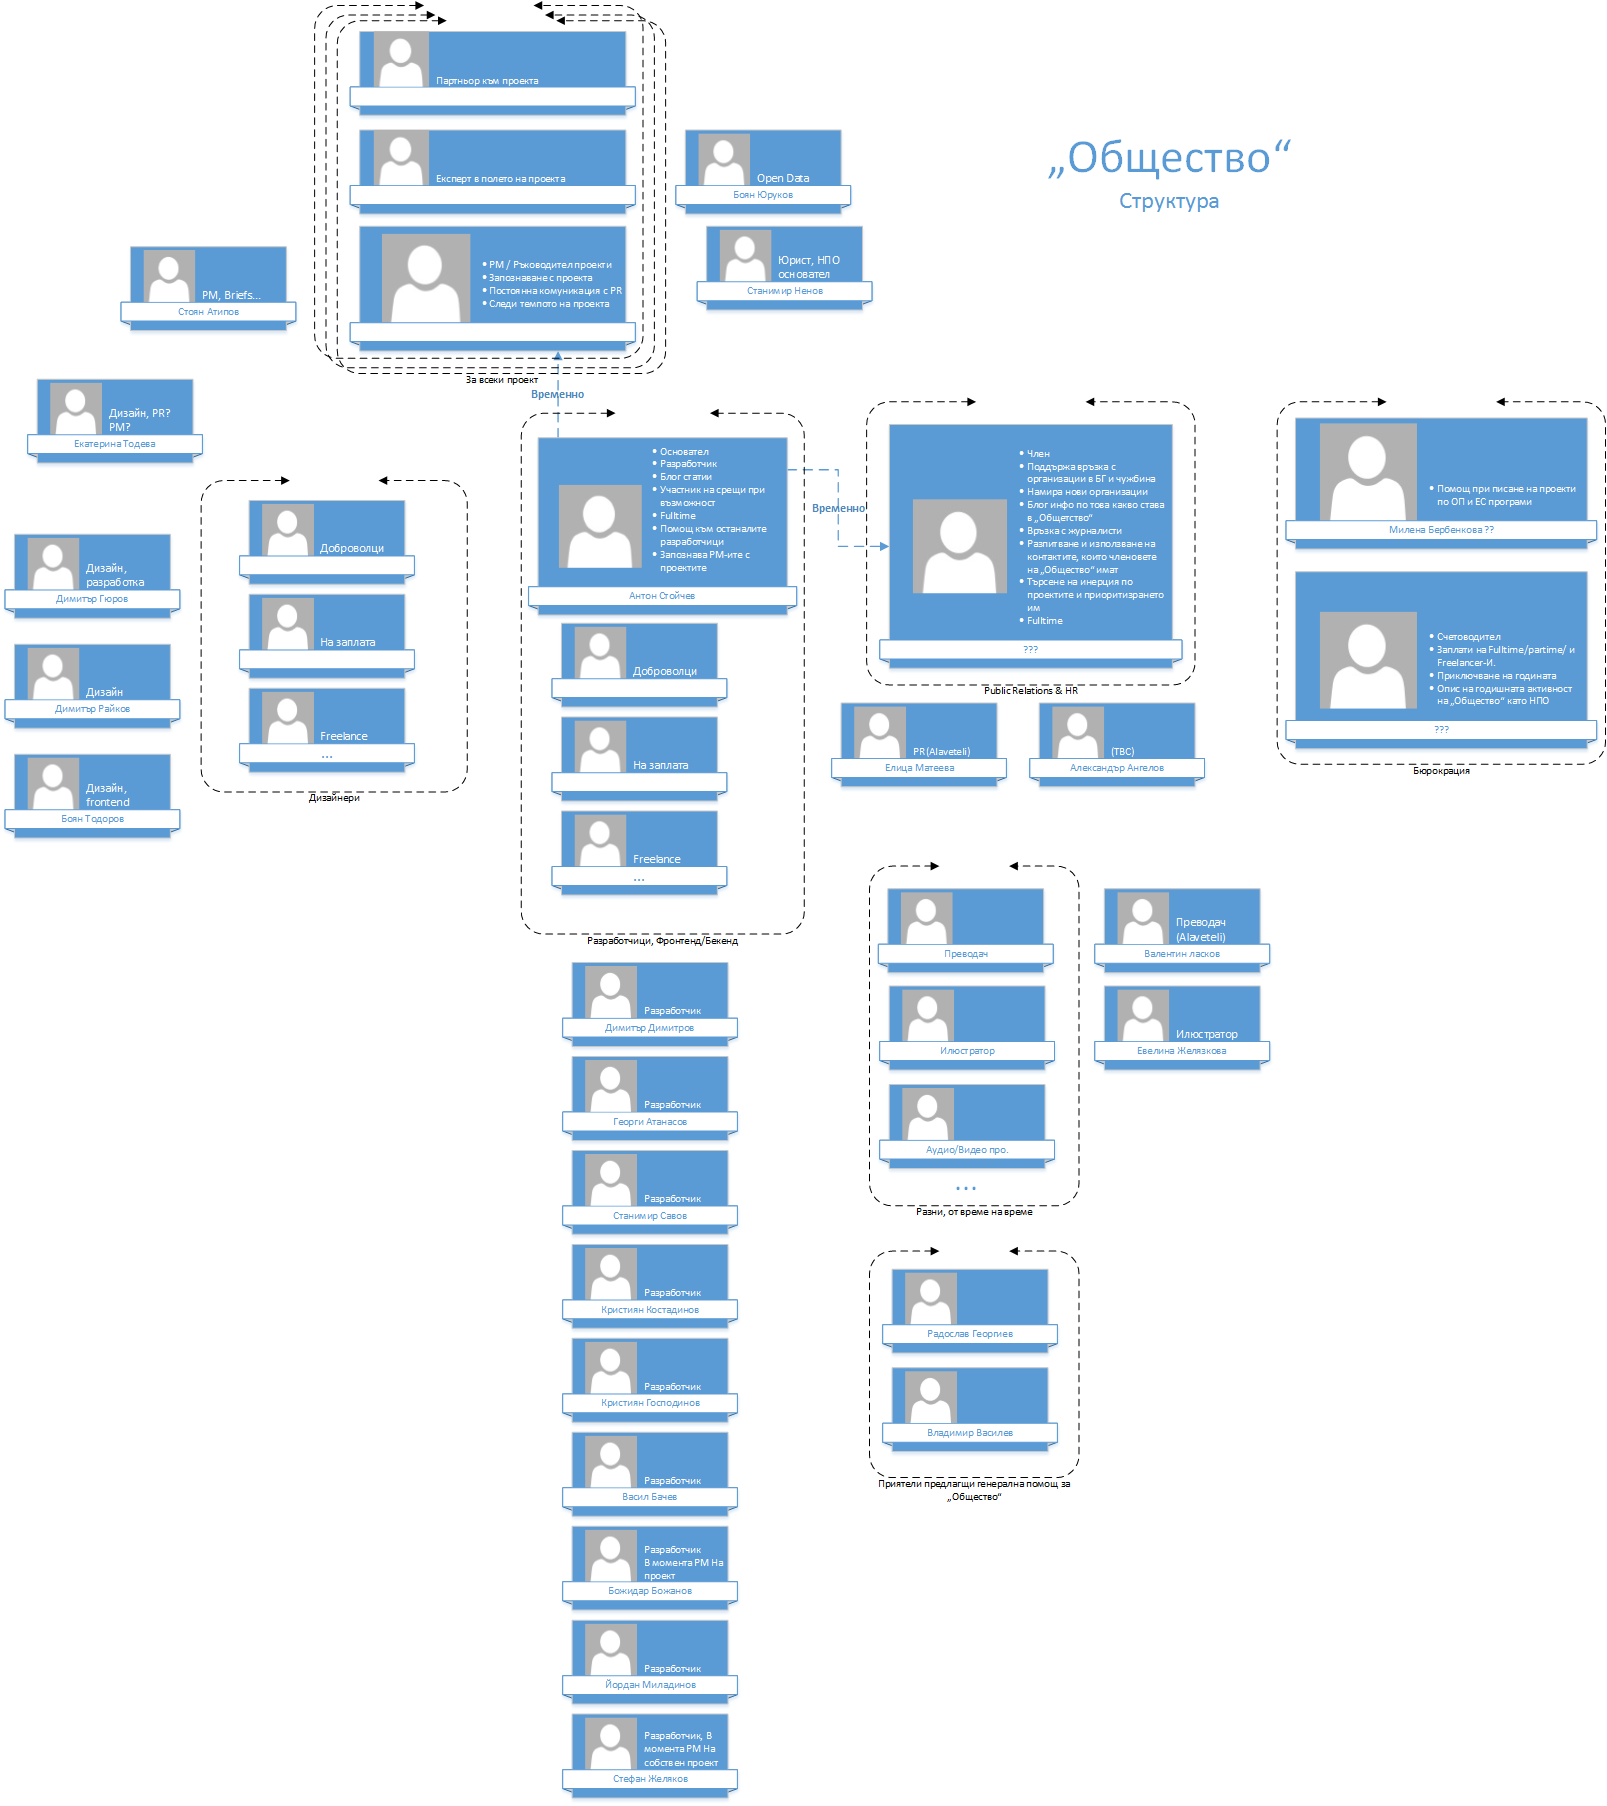 „Общество“
Структура
Партньор към проекта
Експерт в полето на проекта
• PM / Ръководител проекти
• Запознаване с проекта
• Постоянна комуникация с PR
• Следи темпото на проекта
За всеки проект
Open Data
Боян Юруков
Юрист, НПО
основател
Станимир Ненов
PM, Briefs...
Стоян Атипов
Дизайн, PR?
PM?
Екатерина Тодева
Временно
Дизайн,
разработка
Димитър Гюров
Дизайн
Димитър Райков
Дизайн,
frontend
Боян Тодоров
Доброволци
На заплата
Freelance
...
Дизайнери
• Основател
• Разработчик
• Блог статии
• Участник на срещи при
възможност
• Fulltime
• Помощ към останалите
разработчици
• Запознава PM-ите с
проектите
Антон Стойчев
Доброволци
На заплата
Freelance
...
Разработчици, Фронтенд/Бекенд
Временно
• Член
• Поддържа връзка с
организации в БГ и чужбина
• Намира нови организации
• Блог инфо по това какво става
в „Общетство“
• Връзка с журналисти
• Разпитване и използване на
контактите, които членовете
на „Общество“ имат
• Търсене на инерция по
проектите и приоритизирането
им
• Fulltime
???
Public Relations & HR
PR (Alaveteli)
Елица Матеева
(TBC)
Александър Ангелов
• Помощ при писане на проекти
по ОП и ЕС програми
Милена Бербенкова ??
• Счетоводител
• Заплати на Fulltime/partime/ и
Freelancer-И.
• Приключване на годината
• Опис на годишната активност
на „Общество“ като НПО
???
Бюрокрация
Преводач
Илюстратор
Аудио/Видео про.
...
Разни, от време на време
Преводач
(Alaveteli)
Валентин ласков
Илюстратор
Евелина Желязкова
Радослав Георгиев
Владимир Василев
Приятели предлагщи генерална помощ за
„Общество“
Разработчик
Димитър Димитров
Разработчик
Георги Атанасов
Разработчик
Станимир Савов
Разработчик
Кристиян Костадинов
Разработчик
Кристиян Господинов
Разработчик
Васил Бачев
Разработчик
В момента PM На
проект
Божидар Божанов
Разработчик
Йордан Миладинов
Разработчик, В
момента PM На
собствен проект
Стефан Желяков